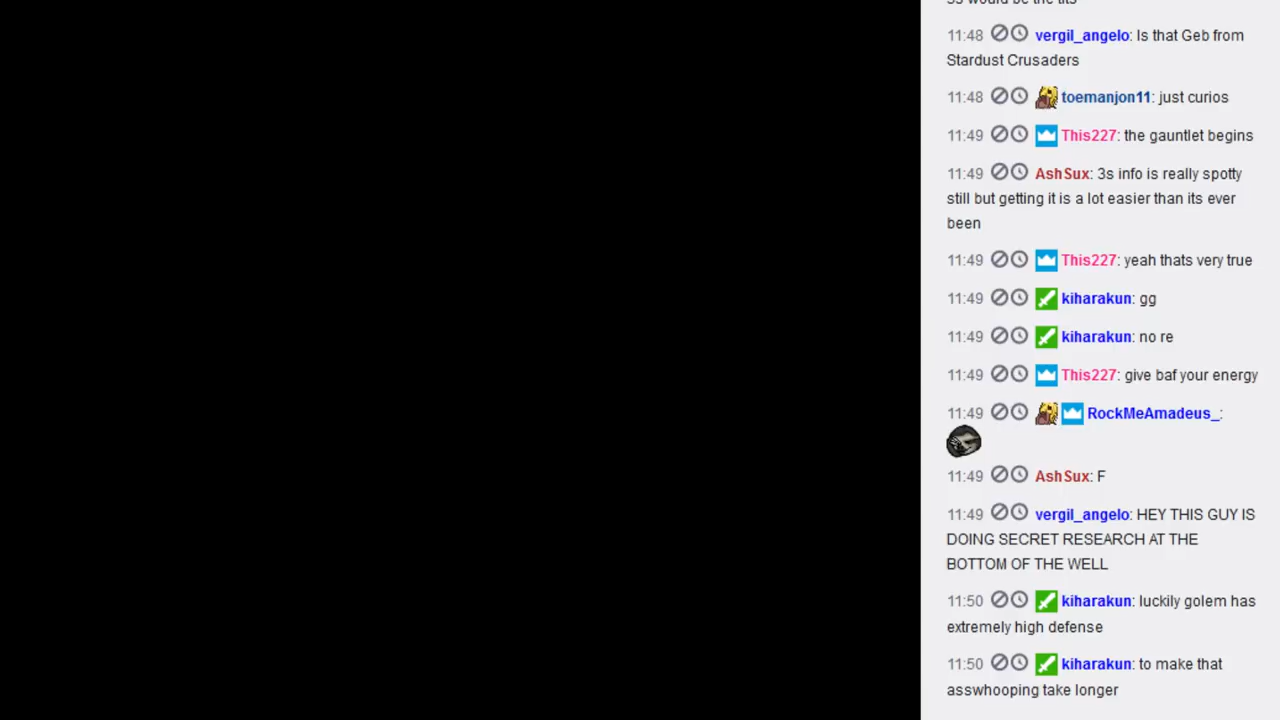 3s would be the tits
11:48 vergil_angelo: Is that Geb from
Stardust Crusaders
11:48 toemanjon11: just curios
11:49 This227: the gauntlet begins
11:49 AshSux: 3s info is really spotty
still but getting it is a lot easier than its ever
been
11:49 This227: yeah thats very true
11:49 kiharakun: gg
11:49 kiharakun: no re
11:49 This227: give baf your energy
11:49 RockMeAmadeus_:
11:49 AshSux: F
11:49 vergil_angelo: HEY THIS GUY IS
DOING SECRET RESEARCH AT THE
BOTTOM OF THE WELL
11:50 kiharakun: luckily golem has
extremely high defense
11:50 kiharakun: to make that
asswhooping take longer